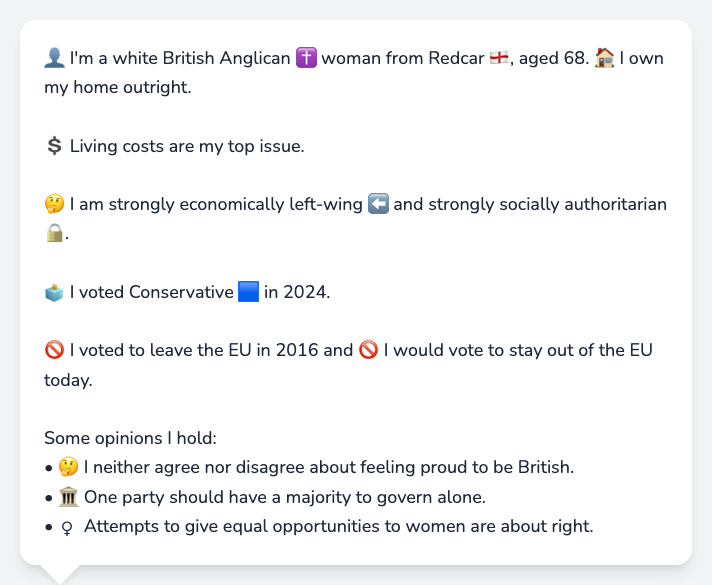 👤 I'm a white British Anglican ✝️ woman from Redcar 🏴󠁧󠁢󠁥󠁮󠁧󠁿, aged 68. 🏠 I own
my home outright.
💲 Living costs are my top issue.
🤔 I am strongly economically left-wing ⬅️ and strongly socially authoritarian
🔒.
🗳️ I voted Conservative 🟦 in 2024.
🚫 I voted to leave the EU in 2016 and 🚫 I would vote to stay out of the EU
today.
Some opinions I hold:
• 🤔 I neither agree nor disagree about feeling proud to be British.
• 🏛️ One party should have a majority to govern alone.
• ♀ Attempts to give equal opportunities to women are about right.